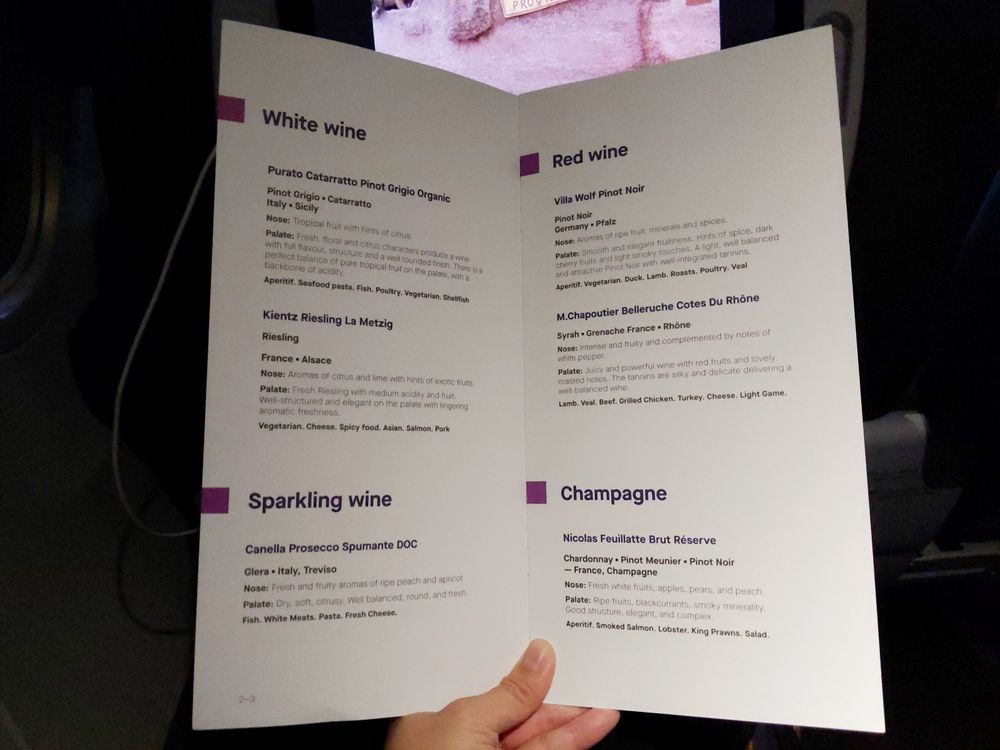 PROV
White wine
Purato Catarratto Pinot Grigio Organic
Pinot Grigio • Catarratto
Italy • Sicily
Nose: Tropical fruit with hints of citrus.
Palate: Fresh, floral and citrus characters produce a wine
with full flavour, structure and a well rounded finish. There is a
perfect balance of pure tropical fruit on the palate, with a
backbone of acidity.
Aperitif. Seafood pasta. Fish. Poultry. Vegetarian. Shellfish
Kientz Riesling La Metzig
Riesling
France • Alsace
Nose: Aromas of citrus and lime with hints of exotic fruits.
Palate: Fresh Riesling with medium acidity and fruit.
Well-structured and elegant on the palate with lingering
aromatic freshness.
Vegetarian. Cheese. Spicy food. Asian. Salmon. Pork
Sparkling wine
Canella Prosecco Spumante DOC
Glera • Italy, Treviso
Nose: Fresh and fruity aromas of ripe peach and apricot
Palate: Dry, soft, citrusy. Well balanced, round, and fresh.
Fish. White Meats. Pasta. Fresh Cheese.
2–3
Red wine
Villa Wolf Pinot Noir
Pinot Noir
Germany • Pfalz
Nose: Aromas of ripe fruit, minerals and spices.
Palate: Smooth and elegant fruitiness. Hints of spice, dark
cherry fruits and light smoky touches. A light, well balanced
and attractive Pinot Noir with well-integrated tannins.
Aperitif. Vegetarian. Duck. Lamb. Roasts. Poultry. Veal
M.Chapoutier Belleruche Cotes Du Rhône
Syrah • Grenache France • Rhône
Nose: Intense and fruity and complemented by notes of
white pepper.
Palate: Juicy and powerful wine with red fruits and lovely
roasted notes. The tannins are silky and delicate delivering a
well-balanced wine.
Lamb. Veal. Beef. Grilled Chicken. Turkey. Cheese. Light Game.
Champagne
Nicolas Feuillatte Brut Réserve
Chardonnay • Pinot Meunier • Pinot Noir
— France, Champagne
Nose: Fresh white fruits, apples, pears, and peach.
Palate: Ripe fruits, blackcurrants, smoky minerality.
Good structure, elegant, and complex.
Aperitif. Smoked Salmon. Lobster. King Prawns. Salad.